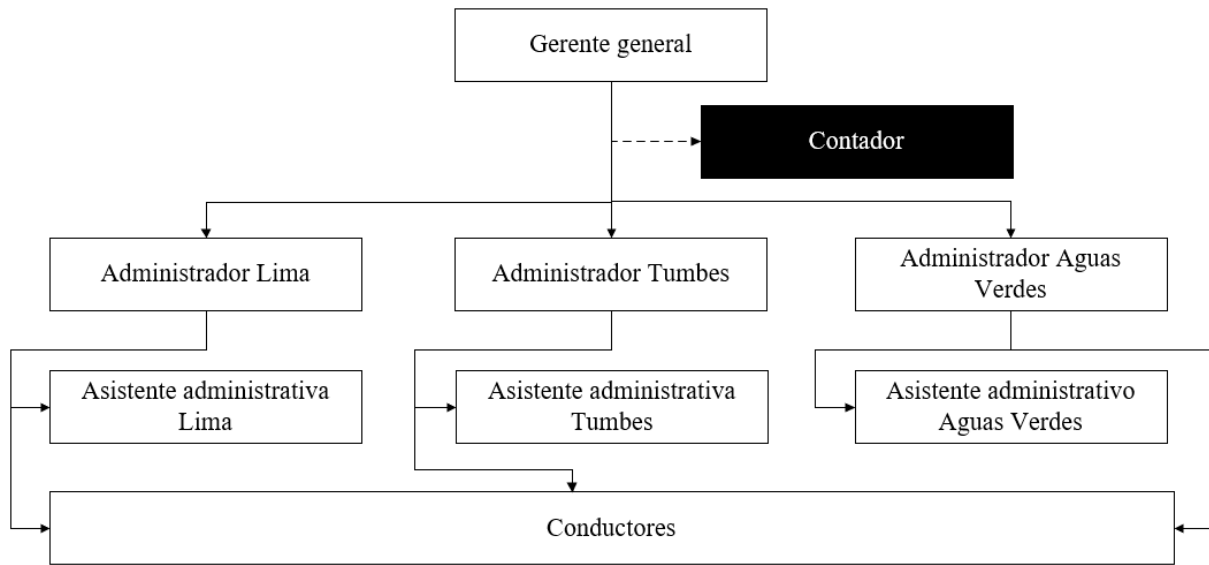 Gerente general
Contador
Administrador Lima
Administrador Tumbes
Administrador Aguas
Verdes
Asistente administrativa
Lima
Asistente administrativa
Tumbes
Asistente administrativo
Aguas Verdes
Conductores